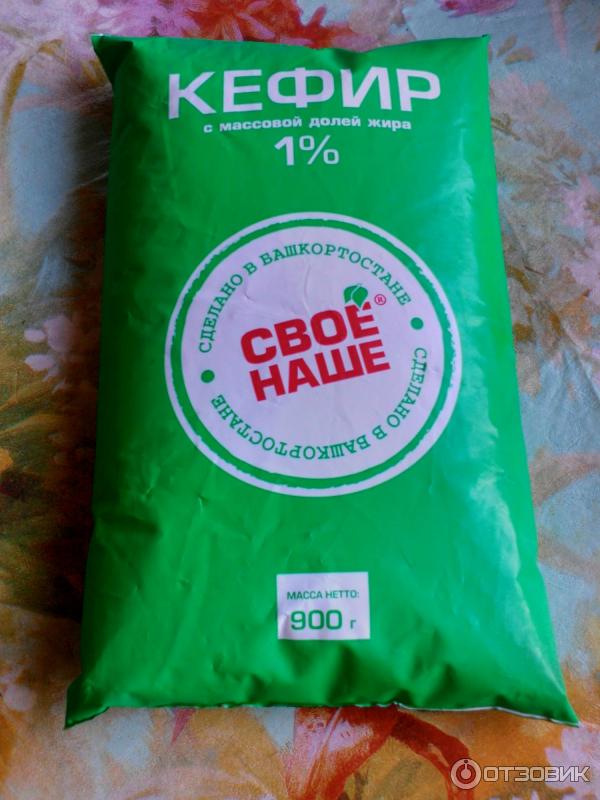 КЕФИР
с массовой долей жира
1%
СДЕЛАНО В БАШКОРТОСТАНЕ • СДЕЛАНО В БАШКОРТОСТАНЕ •
СВОЁ ®
НАШЕ
МАССА НЕТТО:
900 г
ОТЗОВИК